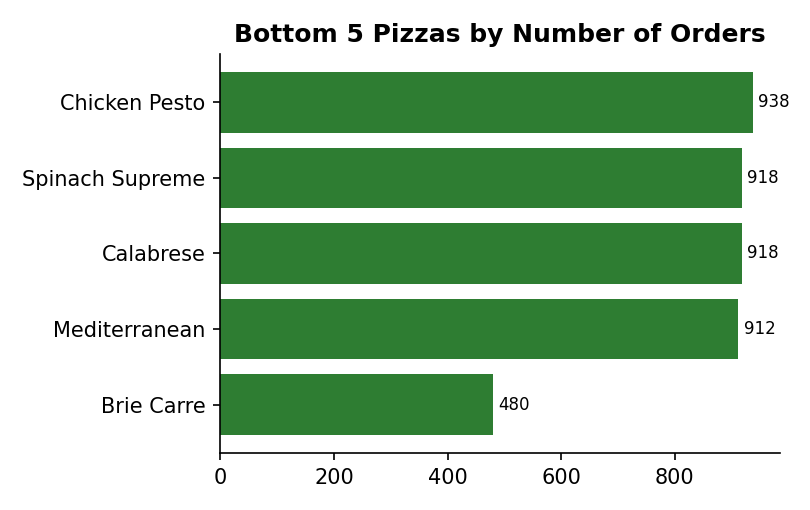 Bottom 5 Pizzas by Number of Orders
Chicken Pesto 938
Spinach Supreme 918
Calabrese 918
Mediterranean 912
Brie Carre 480
0 200 400 600 800